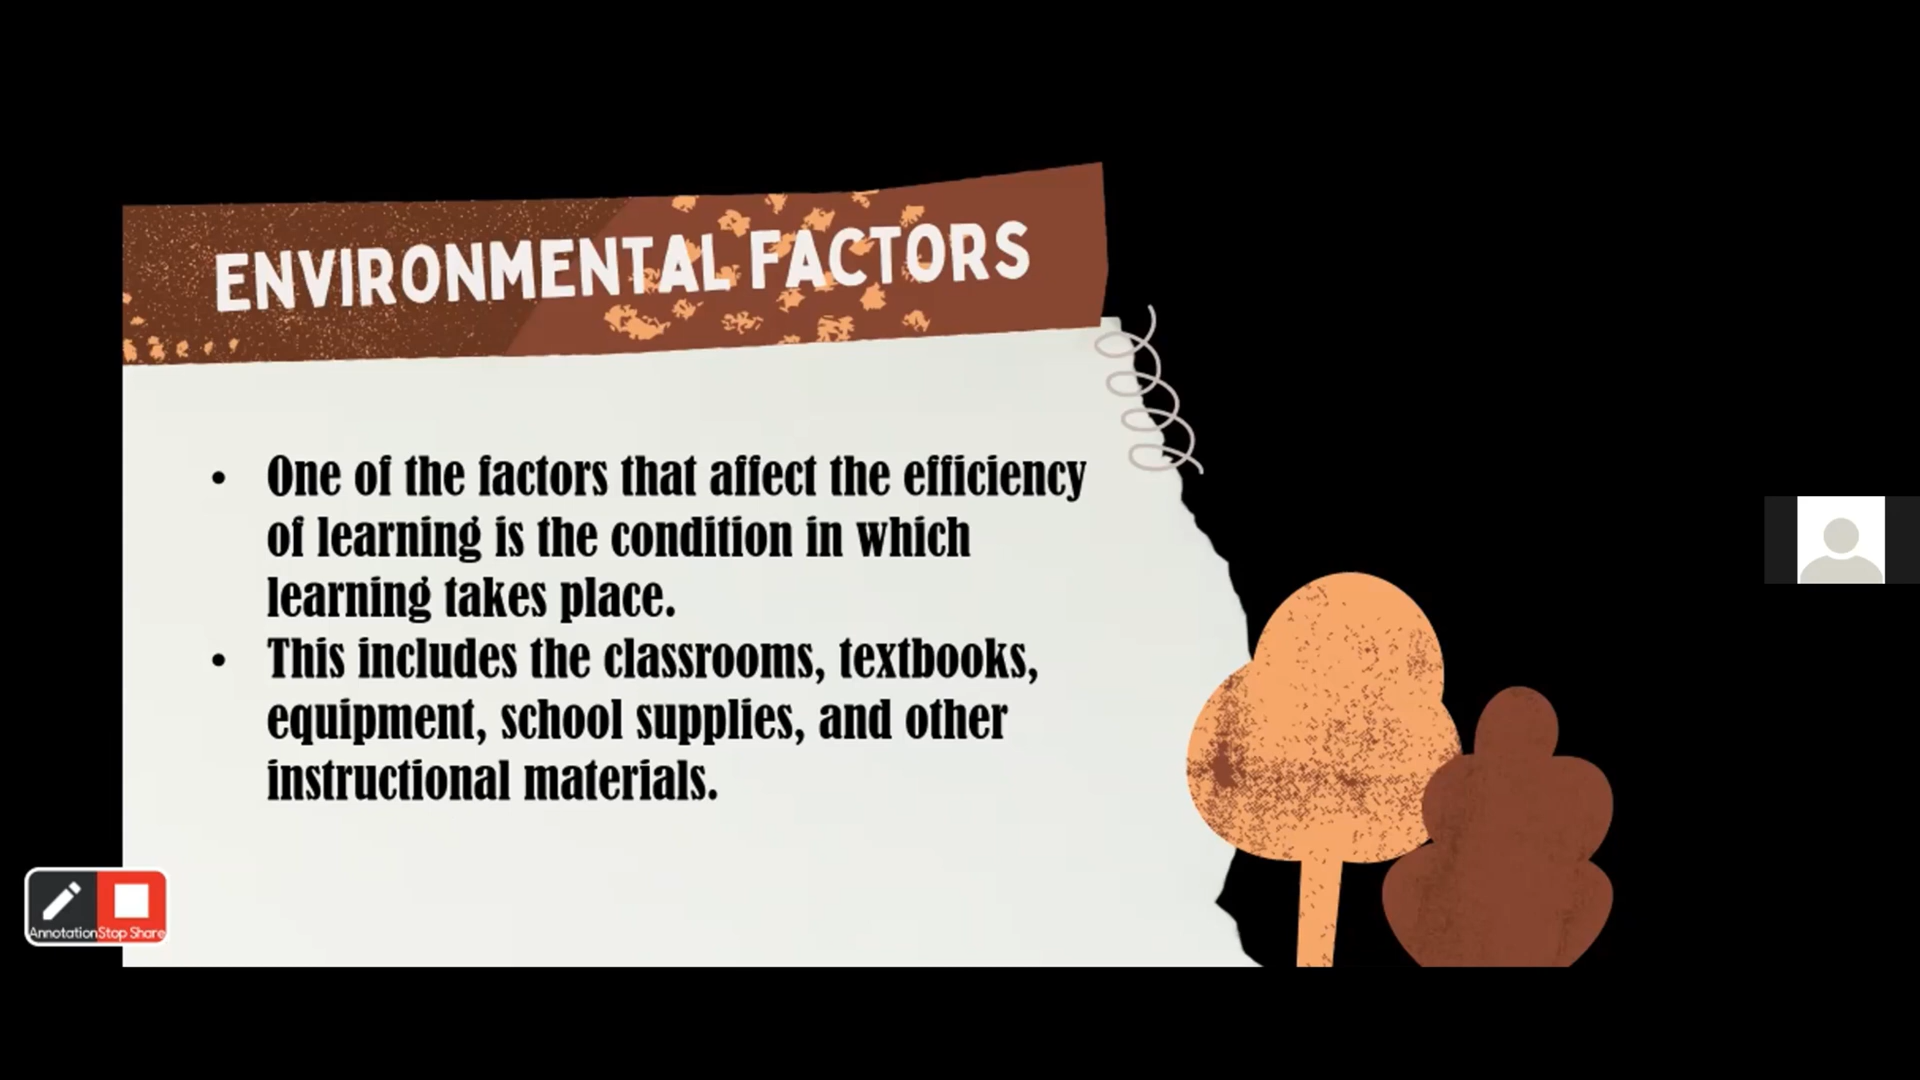 ENVIRONMENTAL FACTORS
• One of the factors that affect the efficiency
of learning is the condition in which
learning takes place.
• This includes the classrooms, textbooks,
equipment, school supplies, and other
instructional materials.
Annotation Stop Share